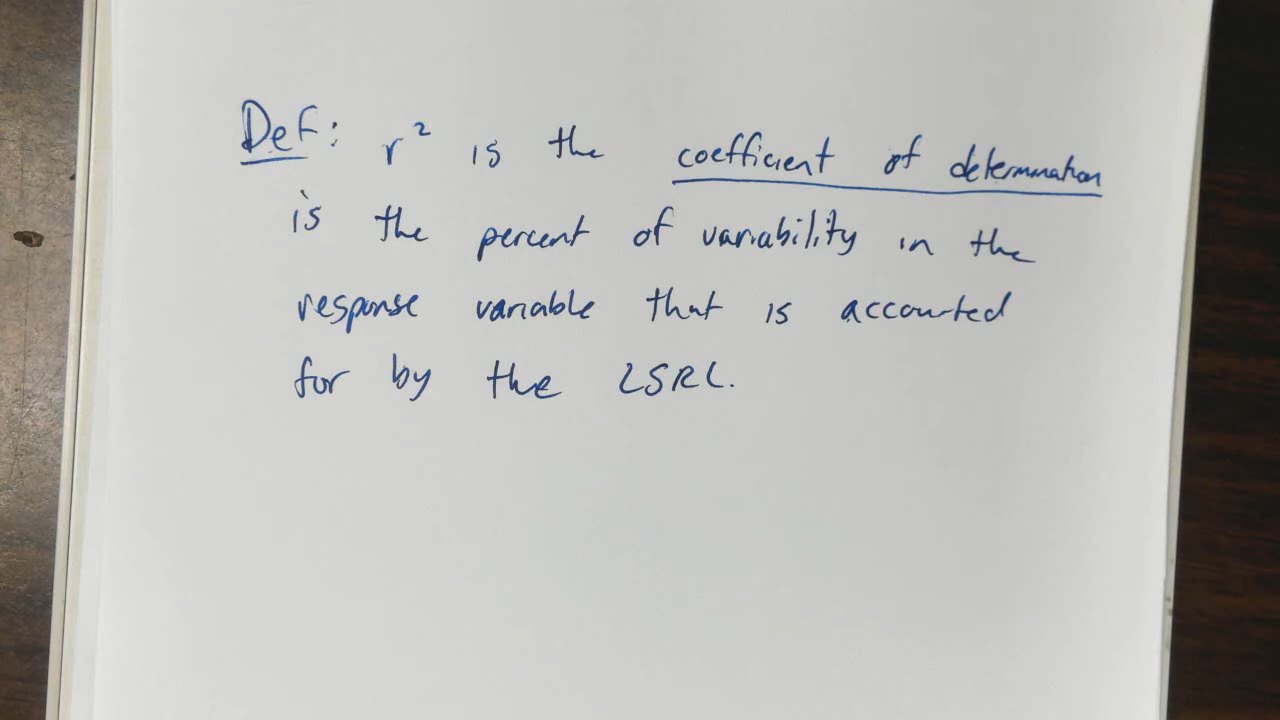 Def: r² is the coefficient of determination
is the percent of variability in the
response variable that is accounted
for by the LSRL.